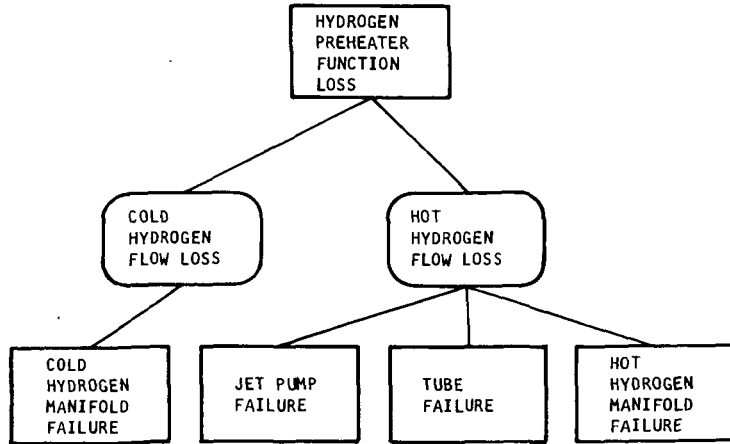 HYDROGEN
PREHEATER
FUNCTION
LOSS
COLD
HYDROGEN
FLOW LOSS
HOT
HYDROGEN
FLOW LOSS
COLD
HYDROGEN
MANIFOLD
FAILURE
JET PUMP
FAILURE
TUBE
FAILURE
HOT
HYDROGEN
MANIFOLD
FAILURE